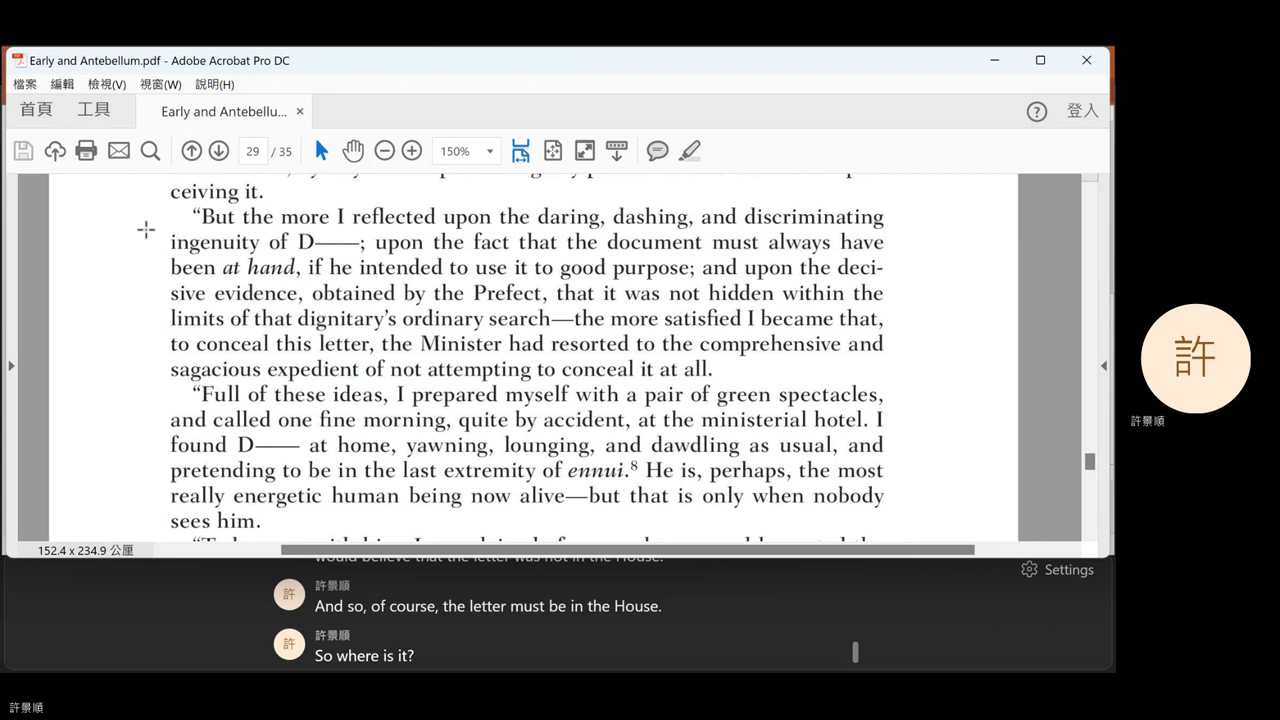 Early and Antebellum.pdf - Adobe Acrobat Pro DC
檔案 編輯 檢視(V) 視窗(W) 說明(H)
首頁 工具 Early and Antebellu... × 登入
29 / 35 150%
ceiving it.
“But the more I reflected upon the daring, dashing, and discriminating
ingenuity of D——; upon the fact that the document must always have
been at hand, if he intended to use it to good purpose; and upon the deci-
sive evidence, obtained by the Prefect, that it was not hidden within the
limits of that dignitary’s ordinary search—the more satisfied I became that,
to conceal this letter, the Minister had resorted to the comprehensive and
sagacious expedient of not attempting to conceal it at all.
“Full of these ideas, I prepared myself with a pair of green spectacles,
and called one fine morning, quite by accident, at the ministerial hotel. I
found D—— at home, yawning, lounging, and dawdling as usual, and
pretending to be in the last extremity of ennui.8 He is, perhaps, the most
really energetic human being now alive—but that is only when nobody
sees him.
152.4 x 234.9 公厘
would believe that the letter was not in the House.
Settings
許
許景順
And so, of course, the letter must be in the House.
許
許景順
So where is it?
許
許景順
許景順